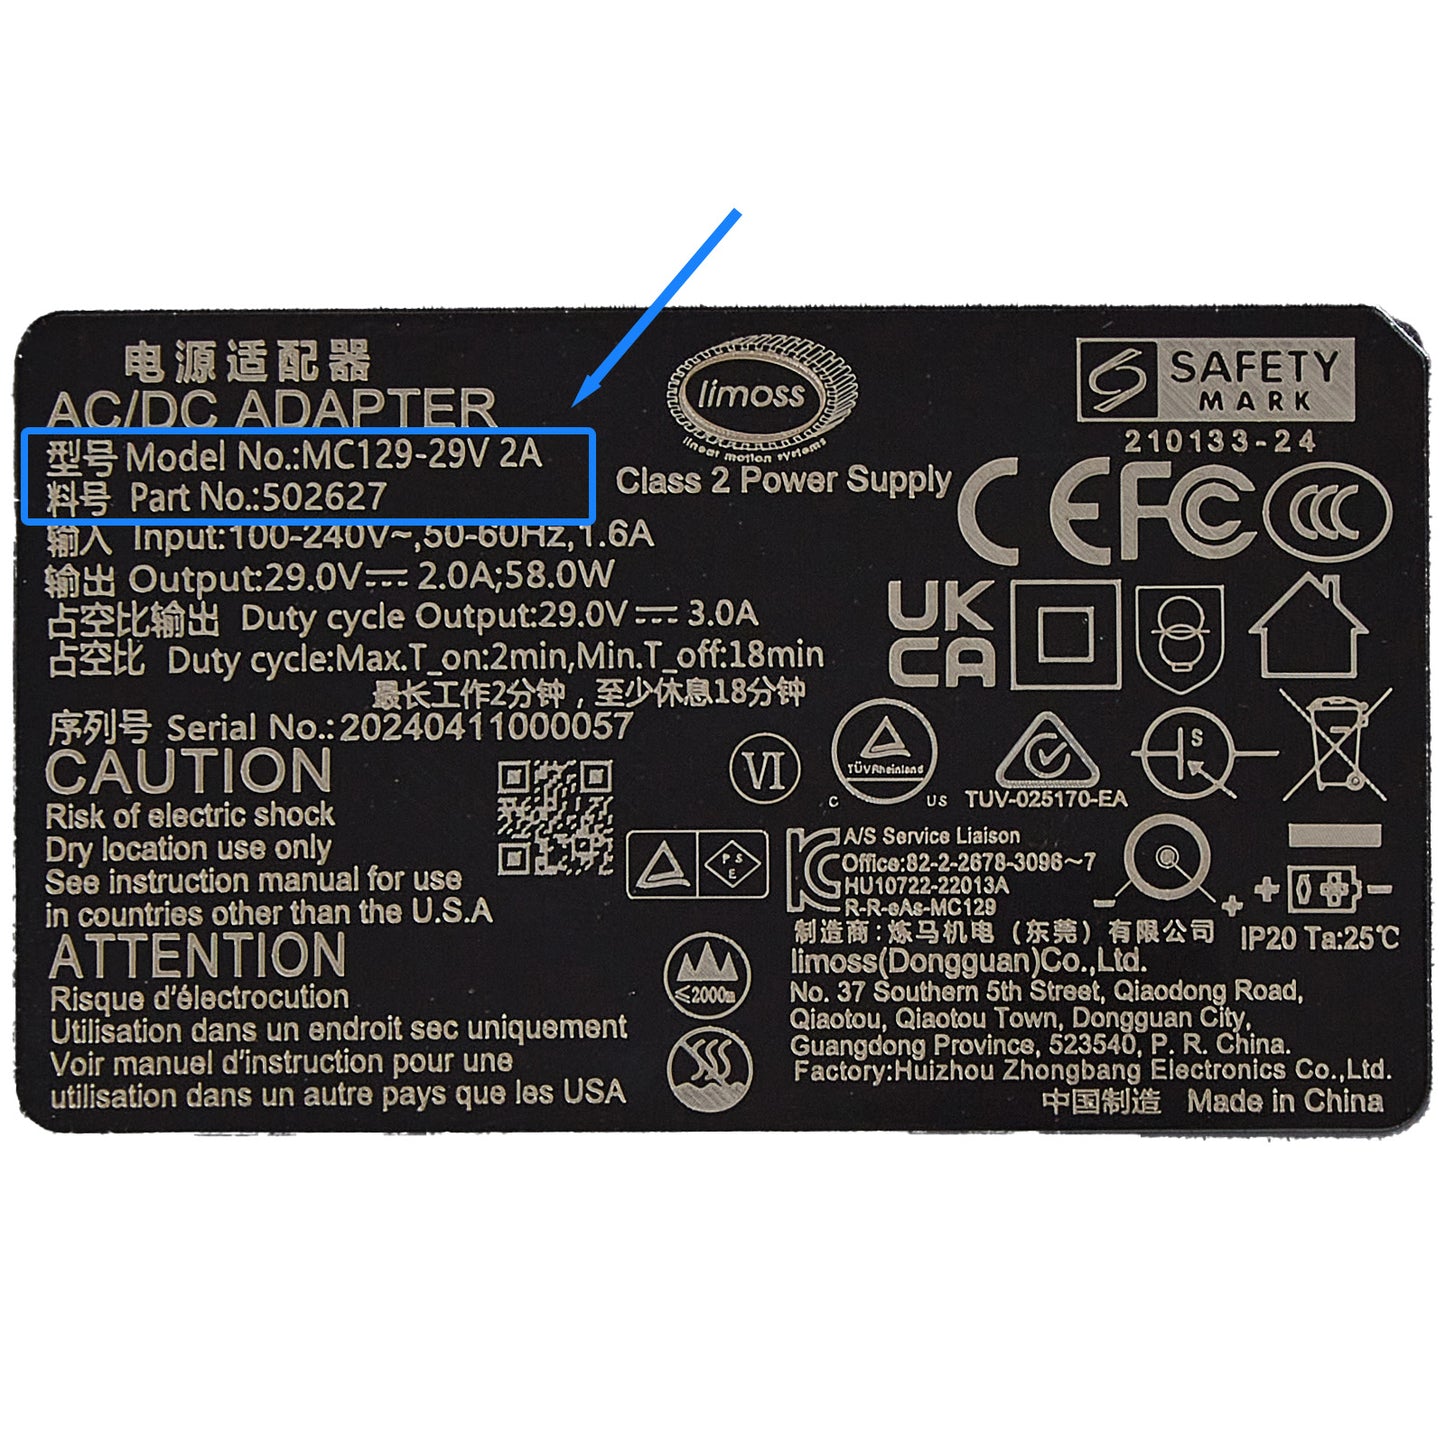 电源适配器
AC/DC ADAPTER
型号 Model No.:MC129-29V 2A
料号 Part No.:502627
输入 Input:100-240V~,50-60Hz,1.6A
输出 Output:29.0V⎓2.0A;58.0W
占空比输出 Duty cycle Output:29.0V⎓3.0A
占空比 Duty cycle:Max.T_on:2min,Min.T_off:18min
最长工作2分钟，至少休息18分钟
序列号 Serial No.:20240411000057
CAUTION
Risk of electric shock
Dry location use only
See instruction manual for use
in countries other than the U.S.A
ATTENTION
Risque d'électrocution
Utilisation dans un endroit sec uniquement
Voir manuel d'instruction pour une
utilisation dans un autre pays que les USA
limoss
linear motion systems
Class 2 Power Supply
SAFETY
MARK
210133-24
CE FC CCC
UK
CA
S
VI
TÜVRheinland
C US
TUV-025170-EA
PSE
KC
A/S Service Liaison
Office:82-2-2678-3096~7
HU10722-22013A
R-R-eAs-MC129
- +
+ -
IP20 Ta:25℃
≤2000m
制造商：炼马机电（东莞）有限公司
limoss(Dongguan)Co.,Ltd.
No. 37 Southern 5th Street, Qiaodong Road,
Qiaotou, Qiaotou Town, Dongguan City,
Guangdong Province, 523540, P. R. China.
Factory:Huizhou Zhongbang Electronics Co.,Ltd.
中国制造 Made in China